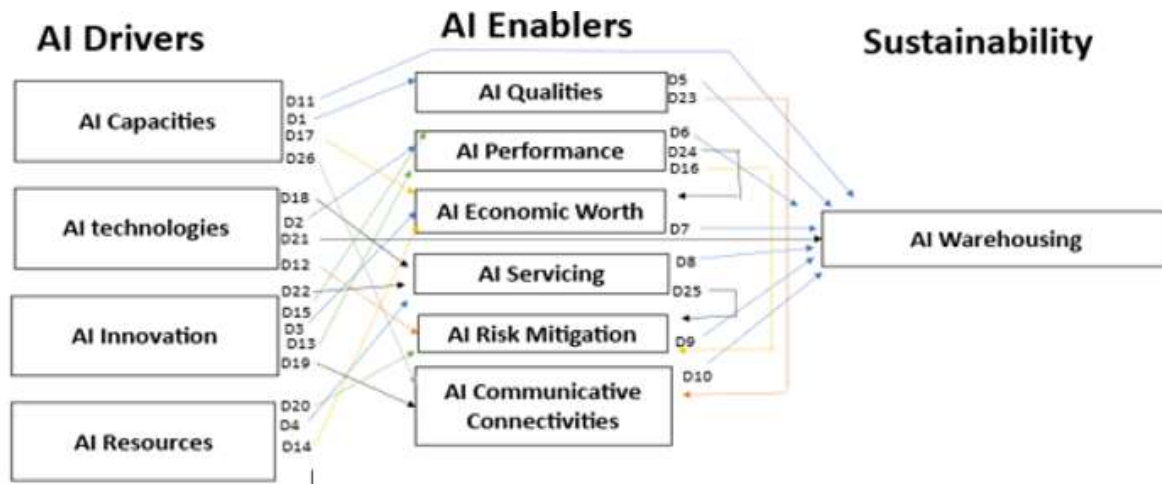 AI Drivers
AI Enablers
Sustainability
AI Capacities
D11
D1
D17
D26
AI technologies
D18
D2
D21
D12
AI Innovation
D22
D15
D3
D13
D19
AI Resources
D20
D4
D14
AI Qualities
D5
D23
AI Performance
D6
D24
D16
AI Economic Worth
D7
AI Servicing
D8
D25
AI Risk Mitigation
D9
AI Communicative
Connectivities
D10
AI Warehousing